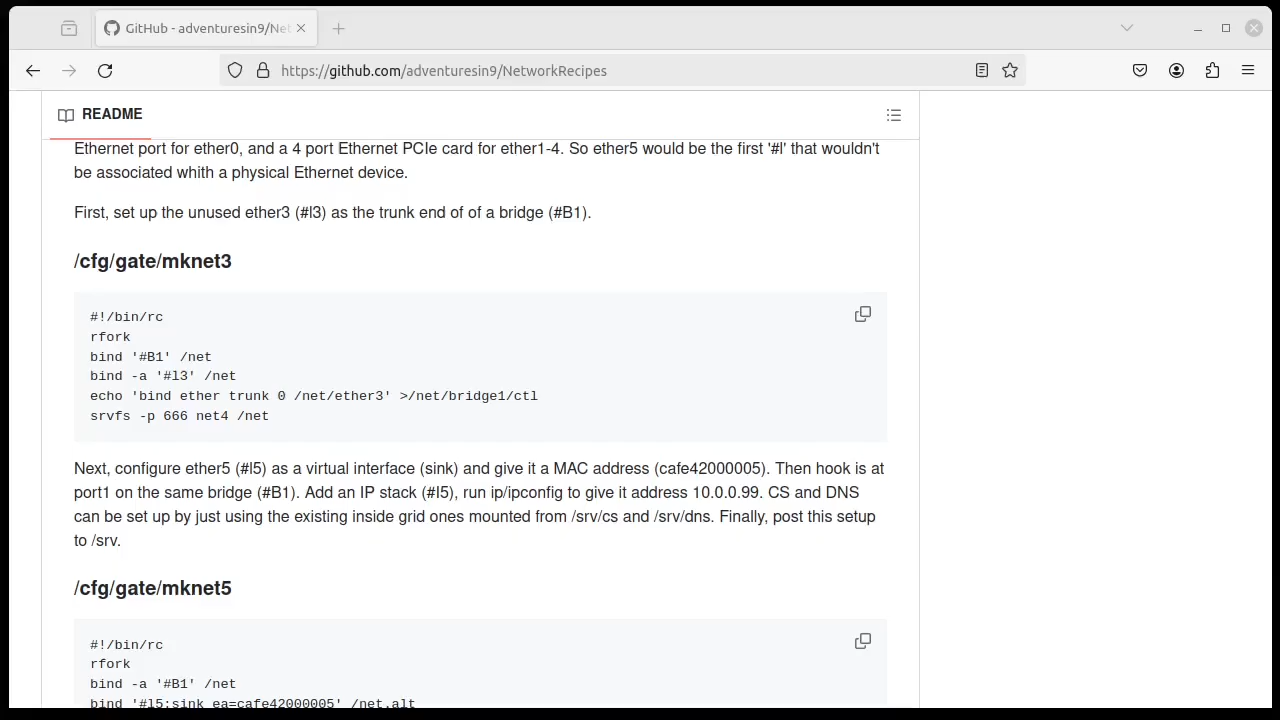 GitHub - adventuresin9/Net
https://github.com/adventuresin9/NetworkRecipes
README
Ethernet port for ether0, and a 4 port Ethernet PCIe card for ether1-4. So ether5 would be the first '#l' that wouldn't
be associated whith a physical Ethernet device.
First, set up the unused ether3 (#l3) as the trunk end of of a bridge (#B1).
/cfg/gate/mknet3
#!/bin/rc
rfork
bind '#B1' /net
bind -a '#l3' /net
echo 'bind ether trunk 0 /net/ether3' >/net/bridge1/ctl
srvfs -p 666 net4 /net
Next, configure ether5 (#l5) as a virtual interface (sink) and give it a MAC address (cafe42000005). Then hook is at
port1 on the same bridge (#B1). Add an IP stack (#I5), run ip/ipconfig to give it address 10.0.0.99. CS and DNS
can be set up by just using the existing inside grid ones mounted from /srv/cs and /srv/dns. Finally, post this setup
to /srv.
/cfg/gate/mknet5
#!/bin/rc
rfork
bind -a '#B1' /net
bind '#l5:sink ea=cafe42000005' /net.alt